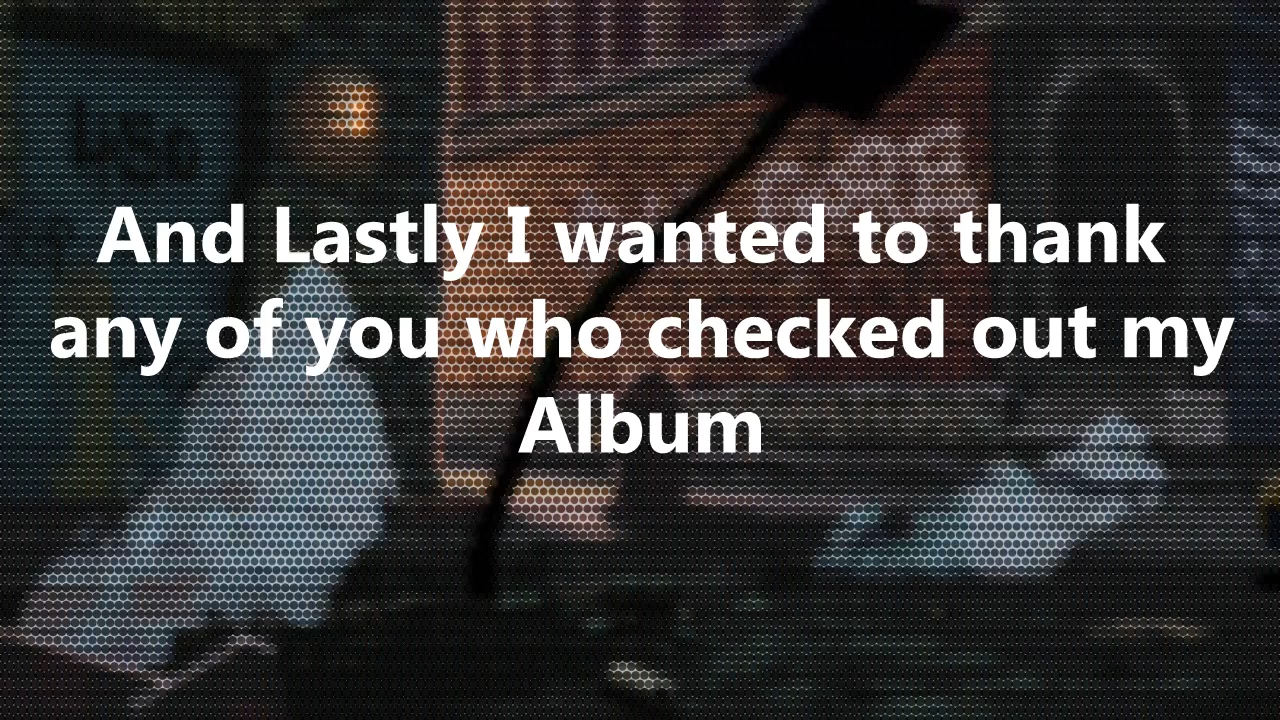 And Lastly I wanted to thank
any of you who checked out my
Album